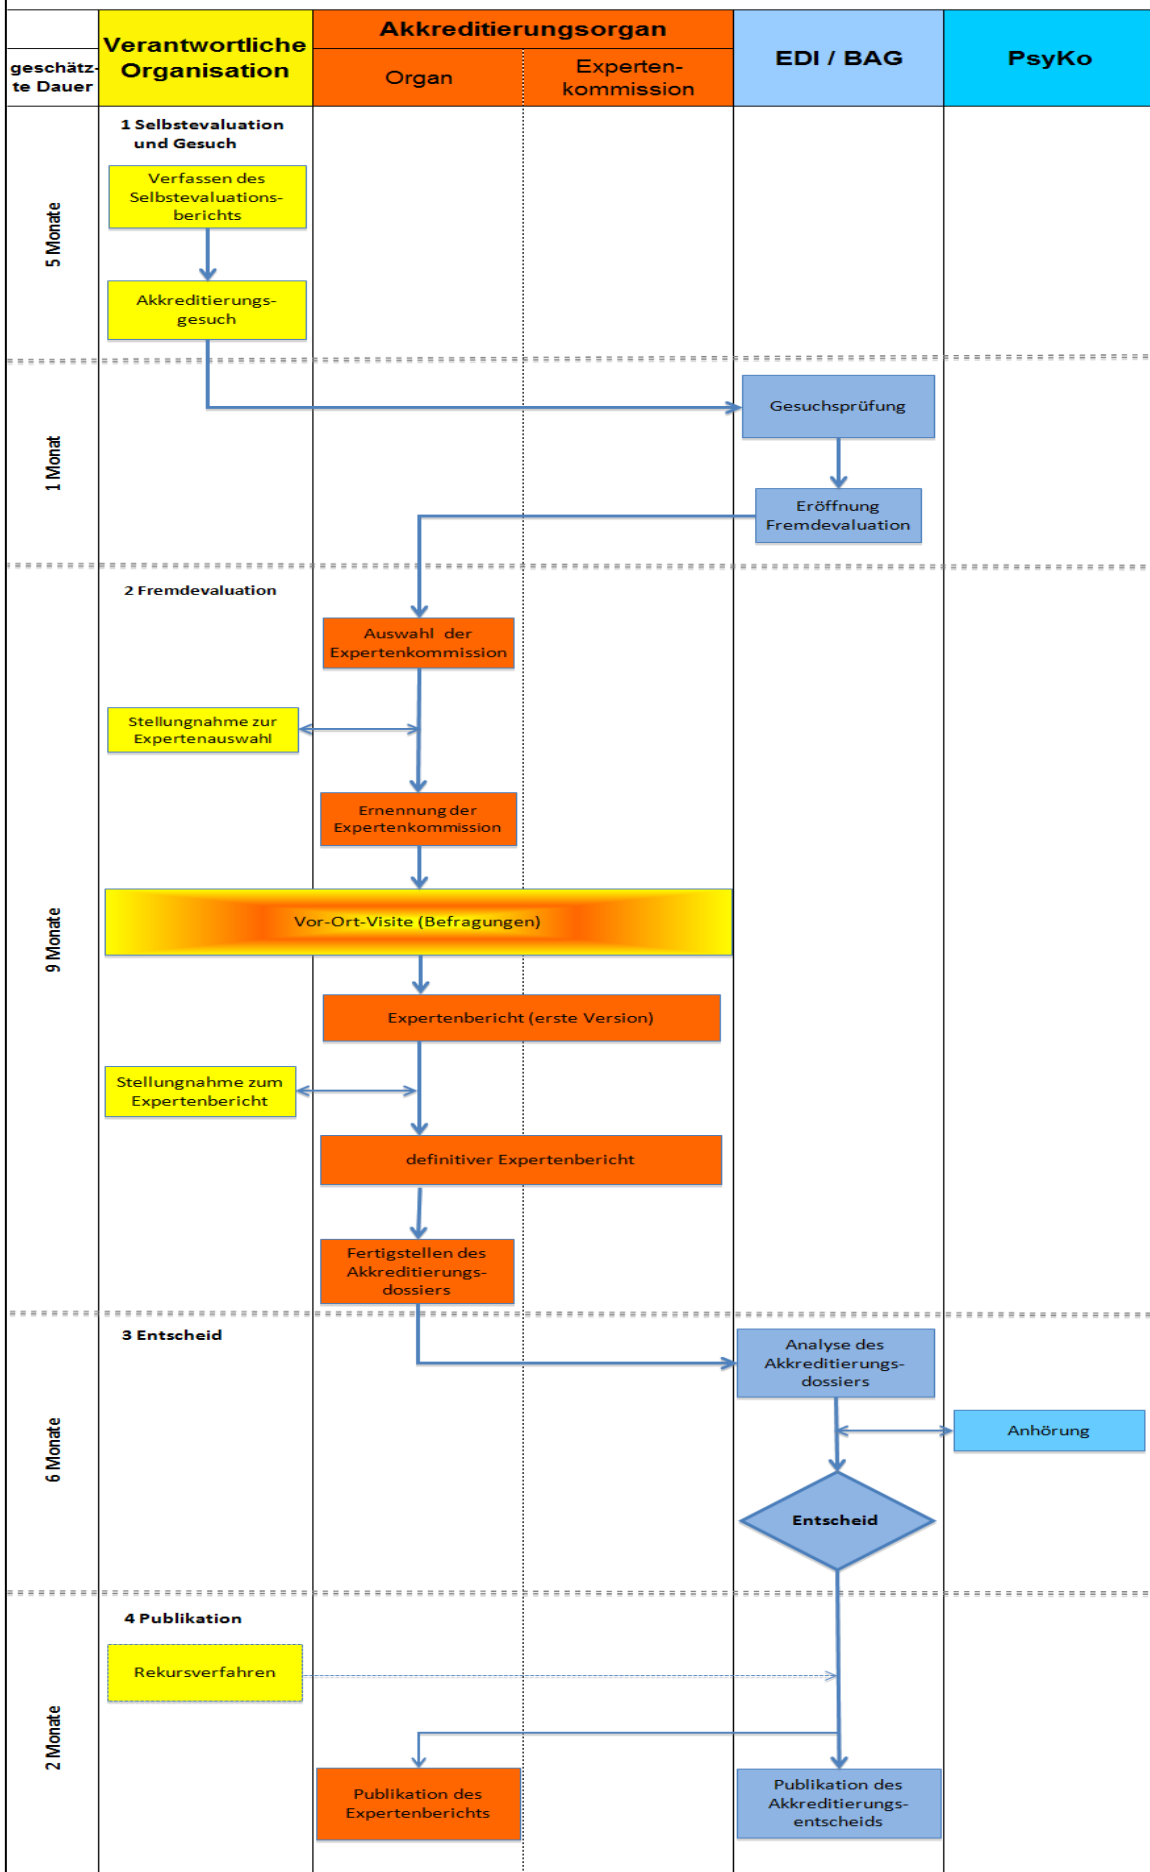 Verantwortliche
Organisation
Akkreditierungsorgan
EDI / BAG
PsyKo
geschätz-
te Dauer
Organ
Experten-
kommission
5 Monate
1 Selbstevaluation
und Gesuch
Verfassen des
Selbstevaluations-
berichts
Akkreditierungs-
gesuch
1 Monat
Gesuchsprüfung
Eröffnung
Fremdevaluation
9 Monate
2 Fremdevaluation
Auswahl der
Expertenkommission
Stellungnahme zur
Expertenauswahl
Ernennung der
Expertenkommission
Vor-Ort-Visite (Befragungen)
Expertenbericht (erste Version)
Stellungnahme zum
Expertenbericht
definitiver Expertenbericht
Fertigstellen des
Akkreditierungs-
dossiers
6 Monate
3 Entscheid
Analyse des
Akkreditierungs-
dossiers
Anhörung
Entscheid
2 Monate
4 Publikation
Rekursverfahren
Publikation des
Expertenberichts
Publikation des
Akkreditierungs-
entscheids